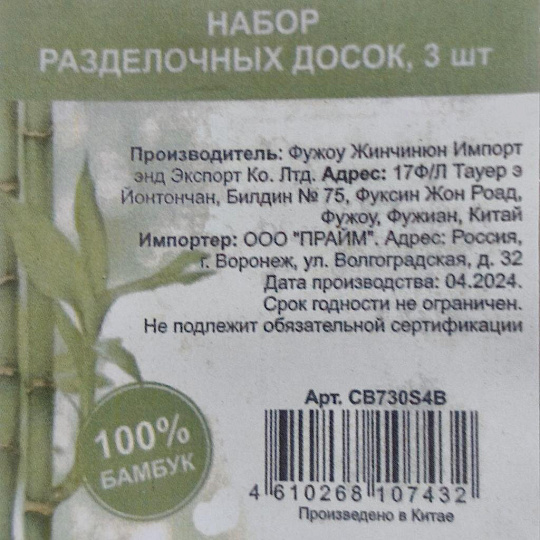 НАБОР
РАЗДЕЛОЧНЫХ ДОСОК, 3 шт
Производитель: Фужоу Жинчинюн Импорт
энд Экспорт Ко. Лтд. Адрес: 17Ф/Л Тауер э
Йонтончан, Билдин № 75, Фуксин Жон Роад,
Фужоу, Фужиан, Китай
Импортер: ООО "ПРАЙМ". Адрес: Россия,
г. Воронеж, ул. Волгоградская, д. 32
Дата производства: 04.2024.
Срок годности не ограничен.
Не подлежит обязательной сертификации
100%
БАМБУК
Арт. CB730S4B
4 610268 107432
Произведено в Китае